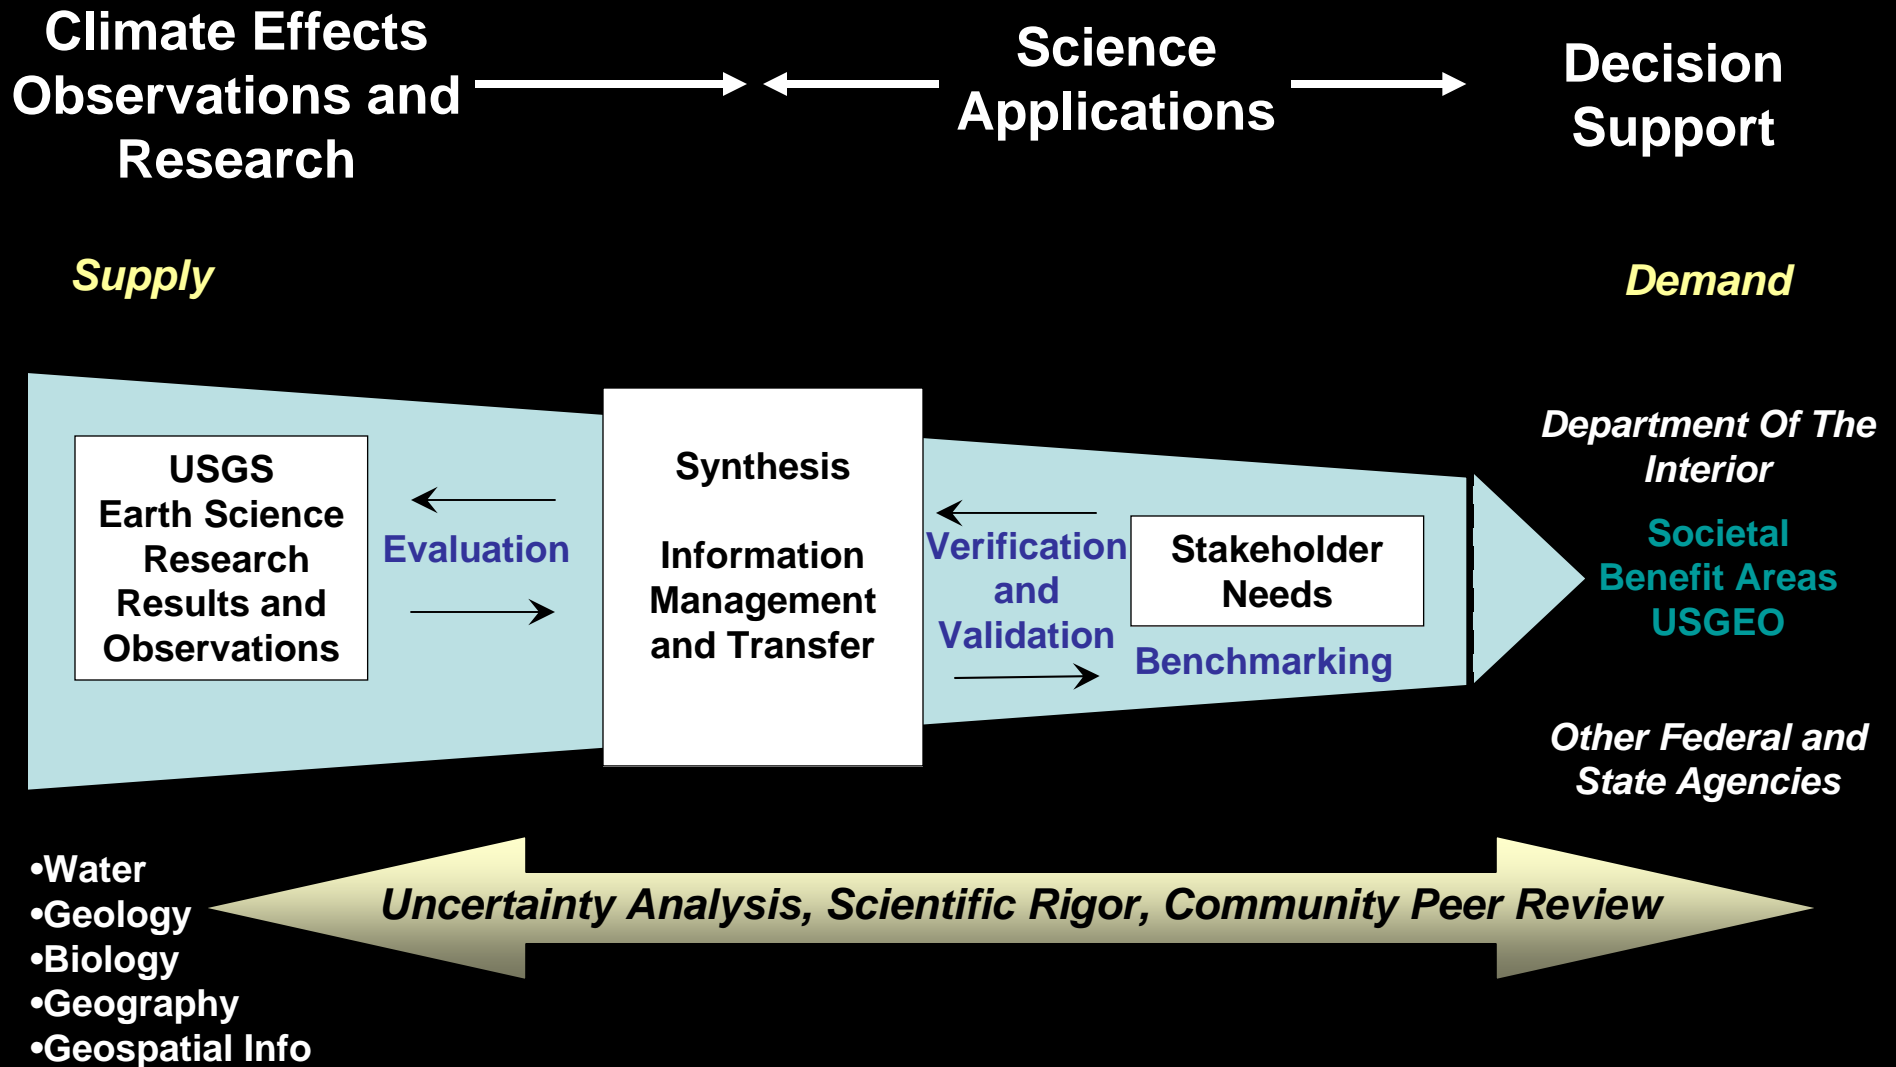 Climate Effects
Observations and
Research
Science
Applications
Decision
Support
Supply
Demand
USGS
Earth Science
Research
Results and
Observations
Evaluation
Synthesis
Information
Management
and Transfer
Verification
and
Validation
Stakeholder
Needs
Benchmarking
Department Of The
Interior
Societal
Benefit Areas
USGEO
Other Federal and
State Agencies
•Water
•Geology
•Biology
•Geography
•Geospatial Info
Uncertainty Analysis, Scientific Rigor, Community Peer Review